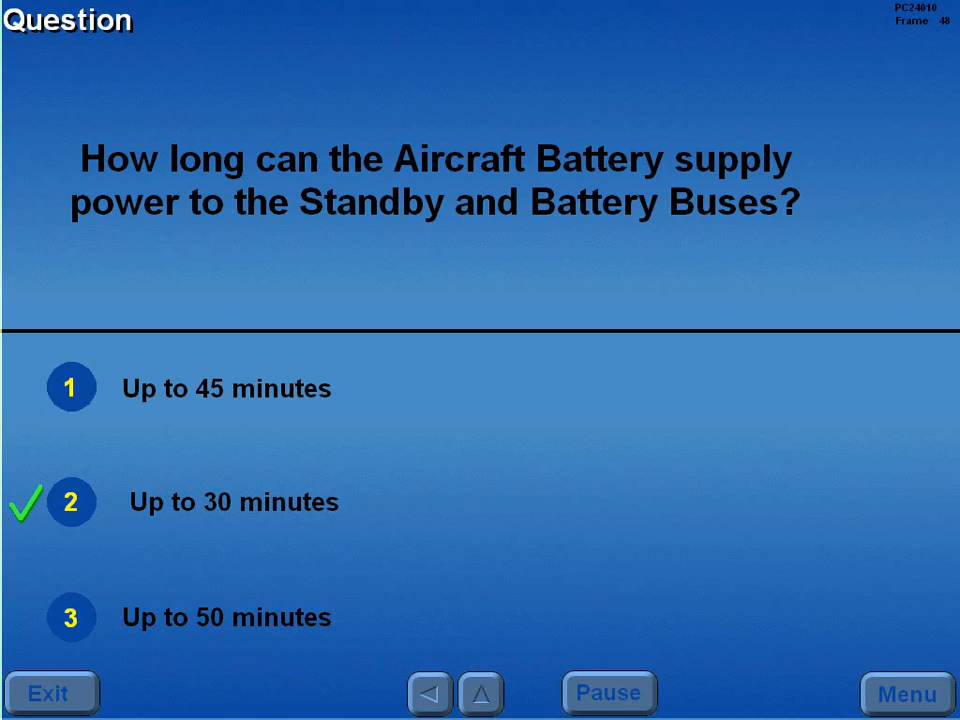 Question
PC24010
Frame 48
How long can the Aircraft Battery supply
power to the Standby and Battery Buses?
1 Up to 45 minutes
2 Up to 30 minutes
3 Up to 50 minutes
Exit
Pause
Menu